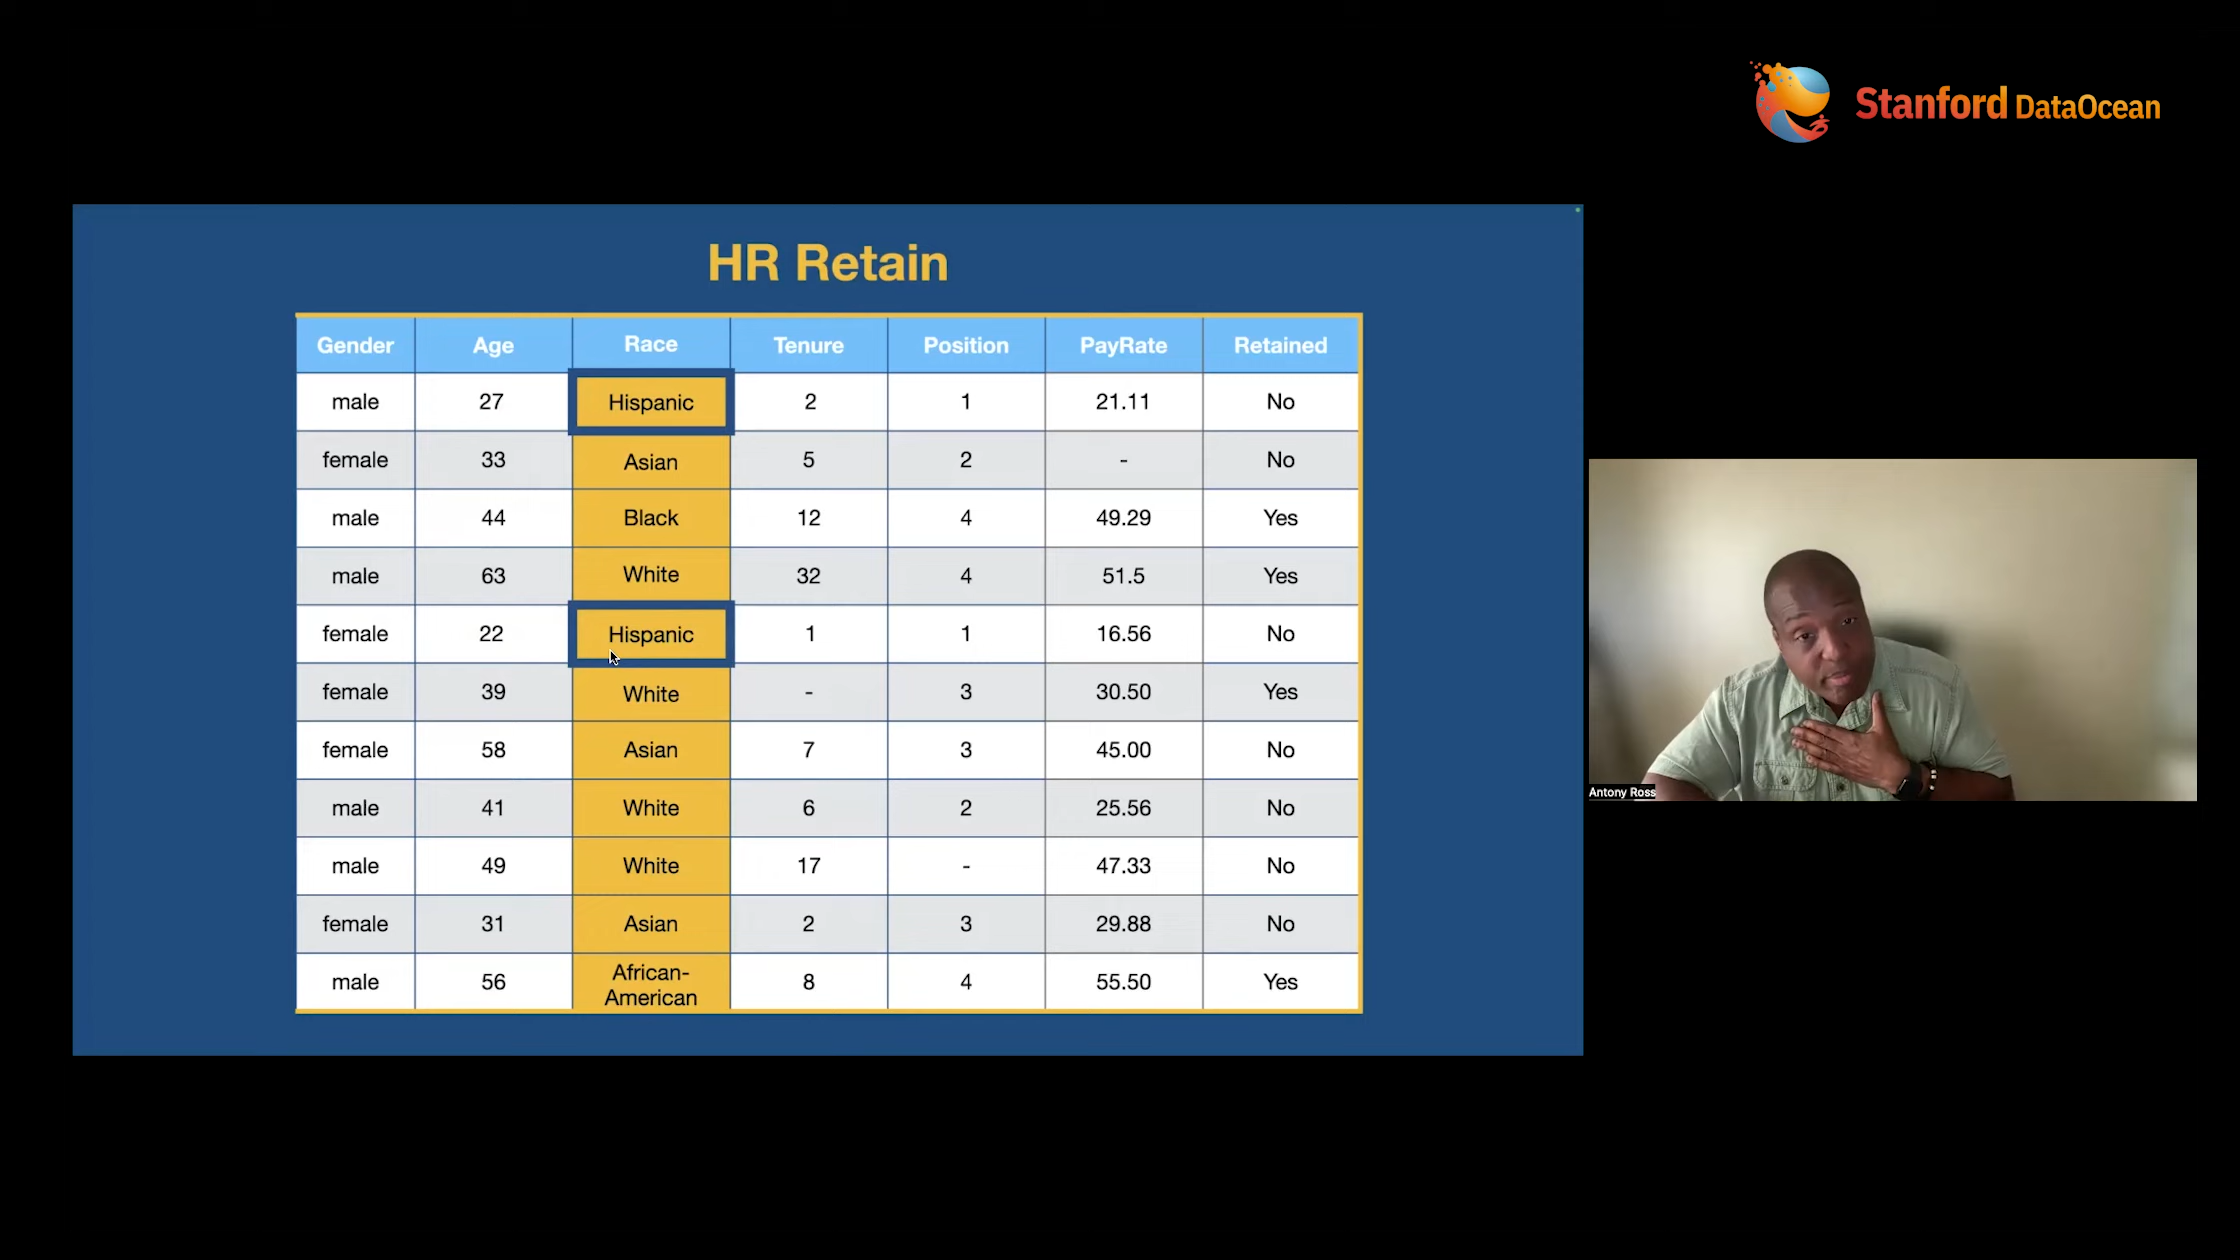 Stanford DataOcean
HR Retain
Gender Age Race Tenure Position PayRate Retained
male 27 Hispanic 2 1 21.11 No
female 33 Asian 5 2 - No
male 44 Black 12 4 49.29 Yes
male 63 White 32 4 51.5 Yes
female 22 Hispanic 1 1 16.56 No
female 39 White - 3 30.50 Yes
female 58 Asian 7 3 45.00 No
male 41 White 6 2 25.56 No
male 49 White 17 - 47.33 No
female 31 Asian 2 3 29.88 No
male 56 African-
American 8 4 55.50 Yes
Antony Ross